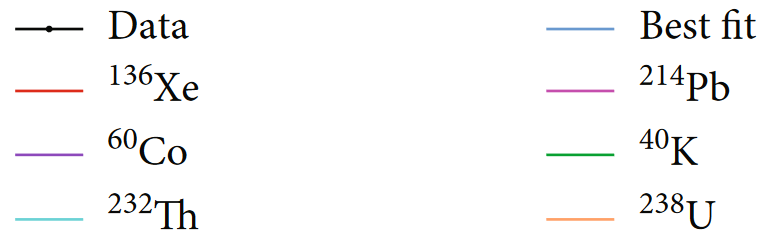 Data Best fit
¹³⁶Xe ²¹⁴Pb
⁶⁰Co ⁴⁰K
²³²Th ²³⁸U